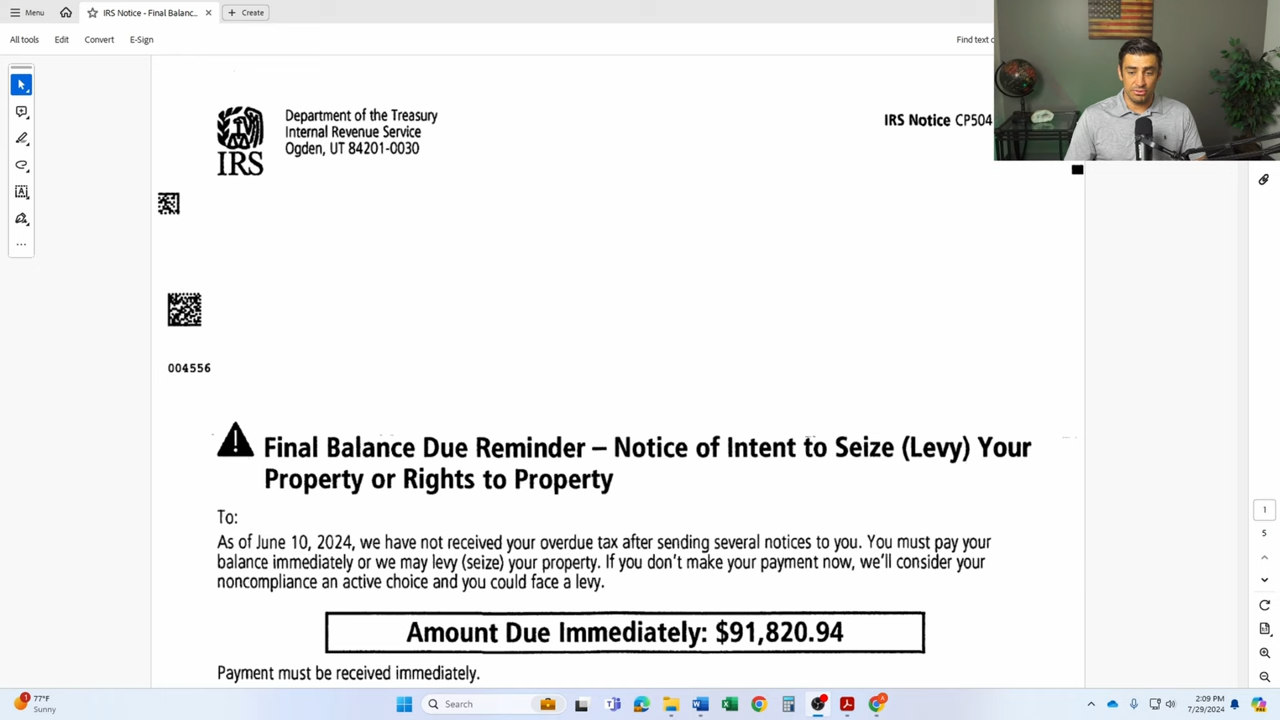 Menu
IRS Notice - Final Balanc...
Create
All tools
Edit
Convert
E-Sign
Find text o
Department of the Treasury
Internal Revenue Service
Ogden, UT 84201-0030
IRS
IRS Notice CP504
004556
Final Balance Due Reminder – Notice of Intent to Seize (Levy) Your
Property or Rights to Property
To:
As of June 10, 2024, we have not received your overdue tax after sending several notices to you. You must pay your
balance immediately or we may levy (seize) your property. If you don't make your payment now, we'll consider your
noncompliance an active choice and you could face a levy.
Amount Due Immediately: $91,820.94
Payment must be received immediately.
1
5
1
77°F
Sunny
Search
2:09 PM
7/29/2024